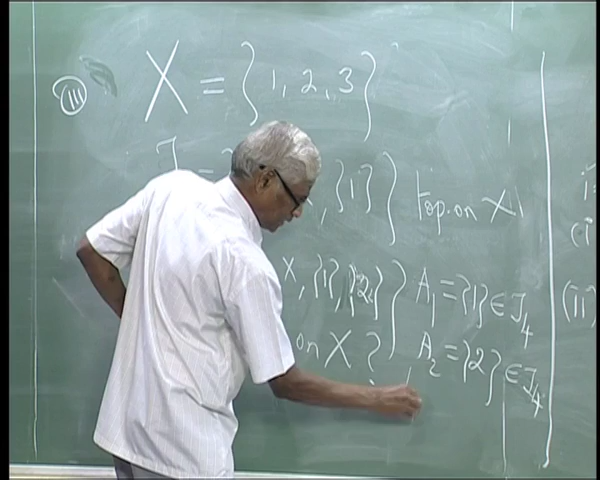 (III) X = {1, 2, 3}
J = , {1}} top. on X
X, {1}, {2}} A₁ = {1} ∈ J₄
on X ? A₂ = {2} ∈ J₄
(ii)